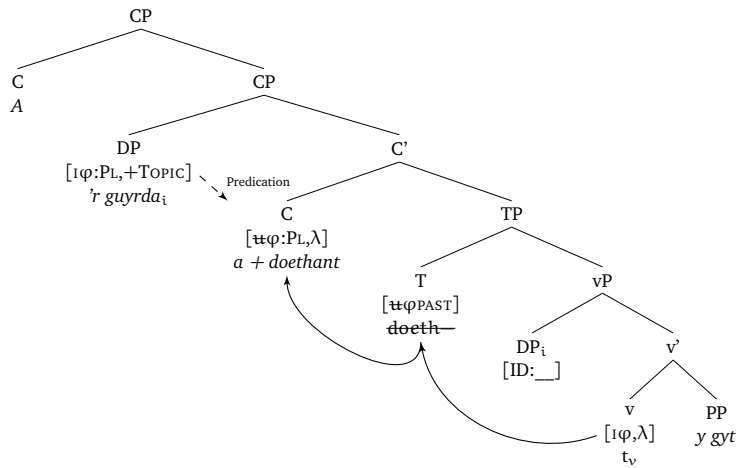 CP
C
A
CP
DP
[Iφ:PL,+TOPIC]
'r guyrdaᵢ
Predication
C'
C
[uφ:PL,λ]
a + doethant
TP
T
[uφPAST]
doeth–
vP
DPᵢ
[ID:__]
v'
v
[Iφ,λ]
tᵥ
PP
y gyt